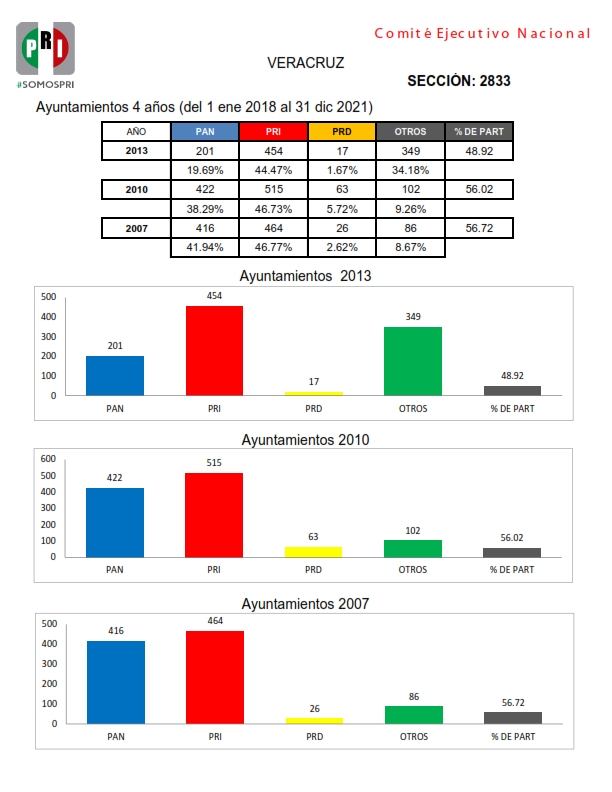 Comité Ejecutivo Nacional
PRI
#SOMOSPRI
VERACRUZ
SECCIÓN: 2833
Ayuntamientos 4 años (del 1 ene 2018 al 31 dic 2021)
AÑO PAN PRI PRD OTROS % DE PART
2013 201 454 17 349 48.92
19.69% 44.47% 1.67% 34.18%
2010 422 515 63 102 56.02
38.29% 46.73% 5.72% 9.26%
2007 416 464 26 86 56.72
41.94% 46.77% 2.62% 8.67%
Ayuntamientos 2013
500
400
300
200
100
0
201
454
17
349
48.92
PAN PRI PRD OTROS % DE PART
Ayuntamientos 2010
600
500
400
300
200
100
0
422
515
63
102
56.02
PAN PRI PRD OTROS % DE PART
Ayuntamientos 2007
500
400
300
200
100
0
416
464
26
86
56.72
PAN PRI PRD OTROS % DE PART